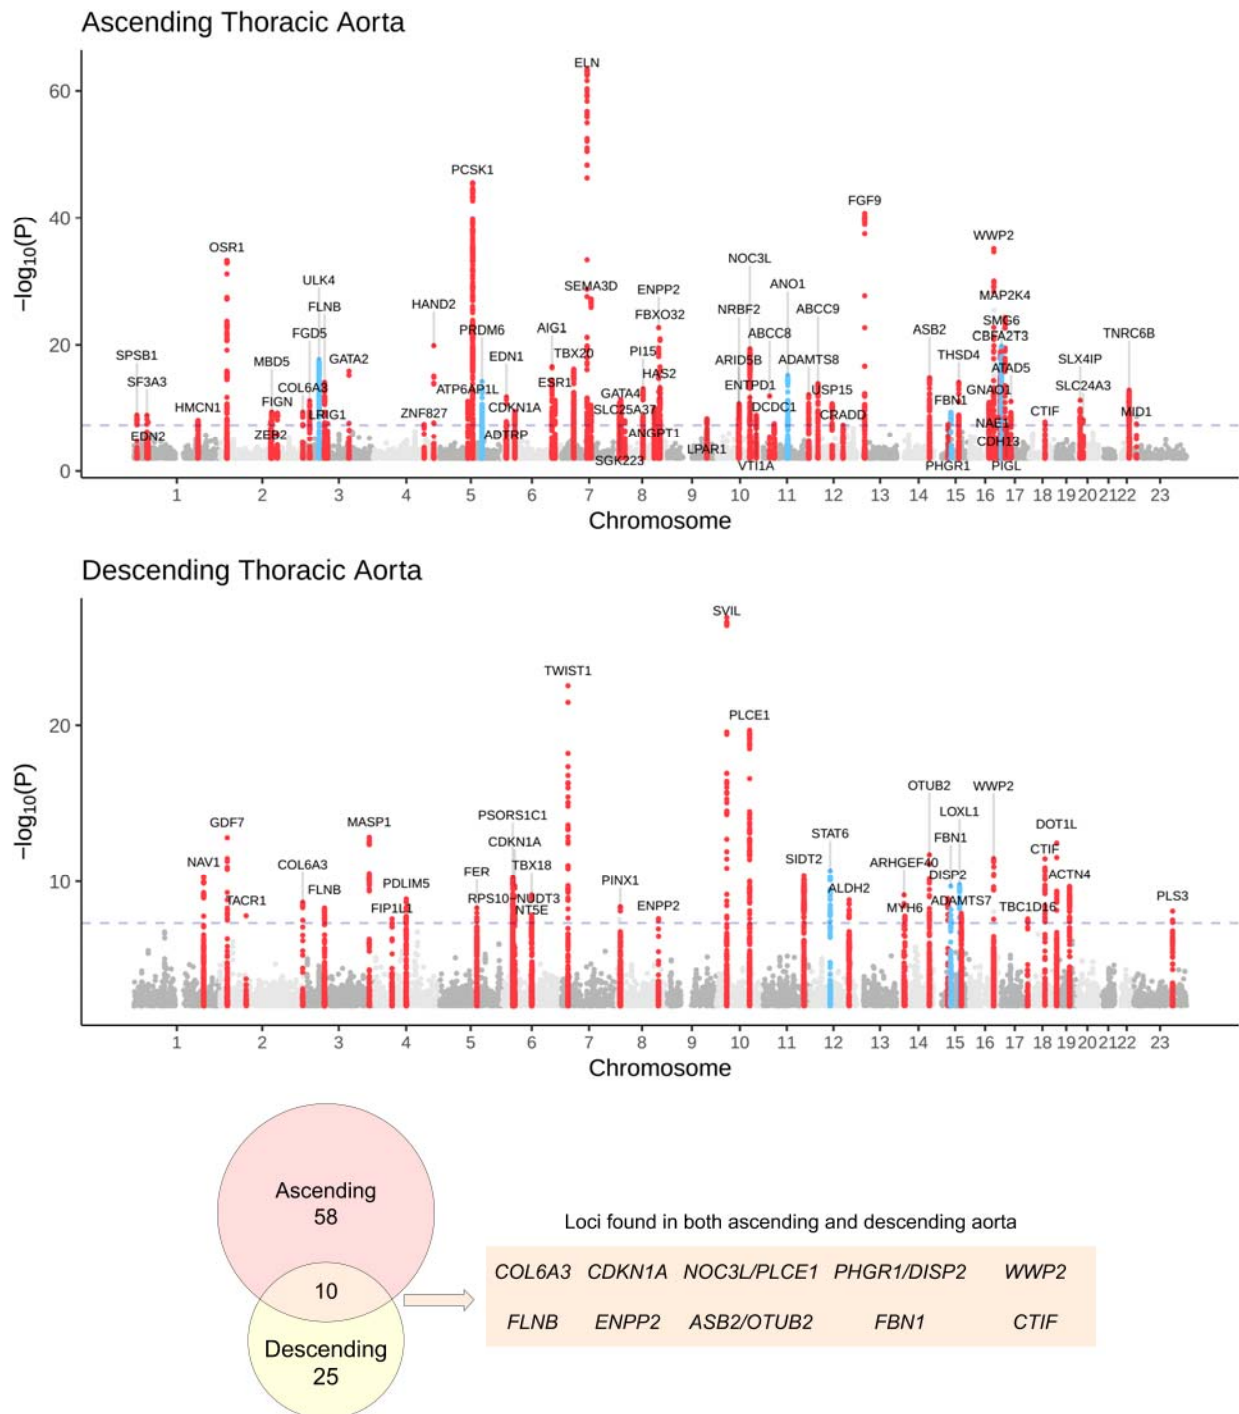 Ascending Thoracic Aorta
ELN
60
PCSK1
FGF9
40
WWP2
OSR1
NOC3L
ULK4
ANO1
SEMA3D
ENPP2
MAP2K4
HAND2
FLNB
NRBF2
ABCC9
FBXO32
SMG6
AIG1
PRDM6
ABCC8
ASB2
CBFA2T3
TNRC6B
FGD5
20
SPSB1
MBD5
GATA2
EDN1
TBX20
PI15
ARID5B
ADAMTS8
THSD4
ATAD5
SLX4IP
SF3A3
COL6A3
ATP6AP1L
ESR1
GATA4
HAS2
ENTPD1
USP15
FBN1
GNAO1
SLC24A3
HMCN1
FIGN
LRIG1
ZNF827
CDKN1A
SLC25A37
DCDC1
CRADD
CTIF
MID1
NAE1
EDN2
ZEB2
ADTRP
ANGPT1
CDH13
LPAR1
SGK223
VTI1A
PHGR1
PIGL
0
−log10(P)
1 2 3 4 5 6 7 8 9 10 11 12 13 14 15 16 17 18 19 20 21 22 23
Chromosome
Descending Thoracic Aorta
SVIL
TWIST1
PLCE1
20
OTUB2
WWP2
PSORS1C1
LOXL1
GDF7
MASP1
DOT1L
STAT6
CDKN1A
FBN1
CTIF
NAV1
COL6A3
FER
TBX18
SIDT2
ARHGEF40
DISP2
ACTN4
10
PDLIM5
PINX1
ALDH2
TACR1
FLNB
RPS10−NUDT3
ADAMTS7
PLS3
FIP1L1
NT5E
ENPP2
MYH6
TBC1D16
−log10(P)
1 2 3 4 5 6 7 8 9 10 11 12 13 14 15 16 17 18 19 20 21 22 23
Chromosome
Ascending
58
10
Descending
25
Loci found in both ascending and descending aorta
COL6A3 CDKN1A NOC3L/PLCE1 PHGR1/DISP2 WWP2
FLNB ENPP2 ASB2/OTUB2 FBN1 CTIF